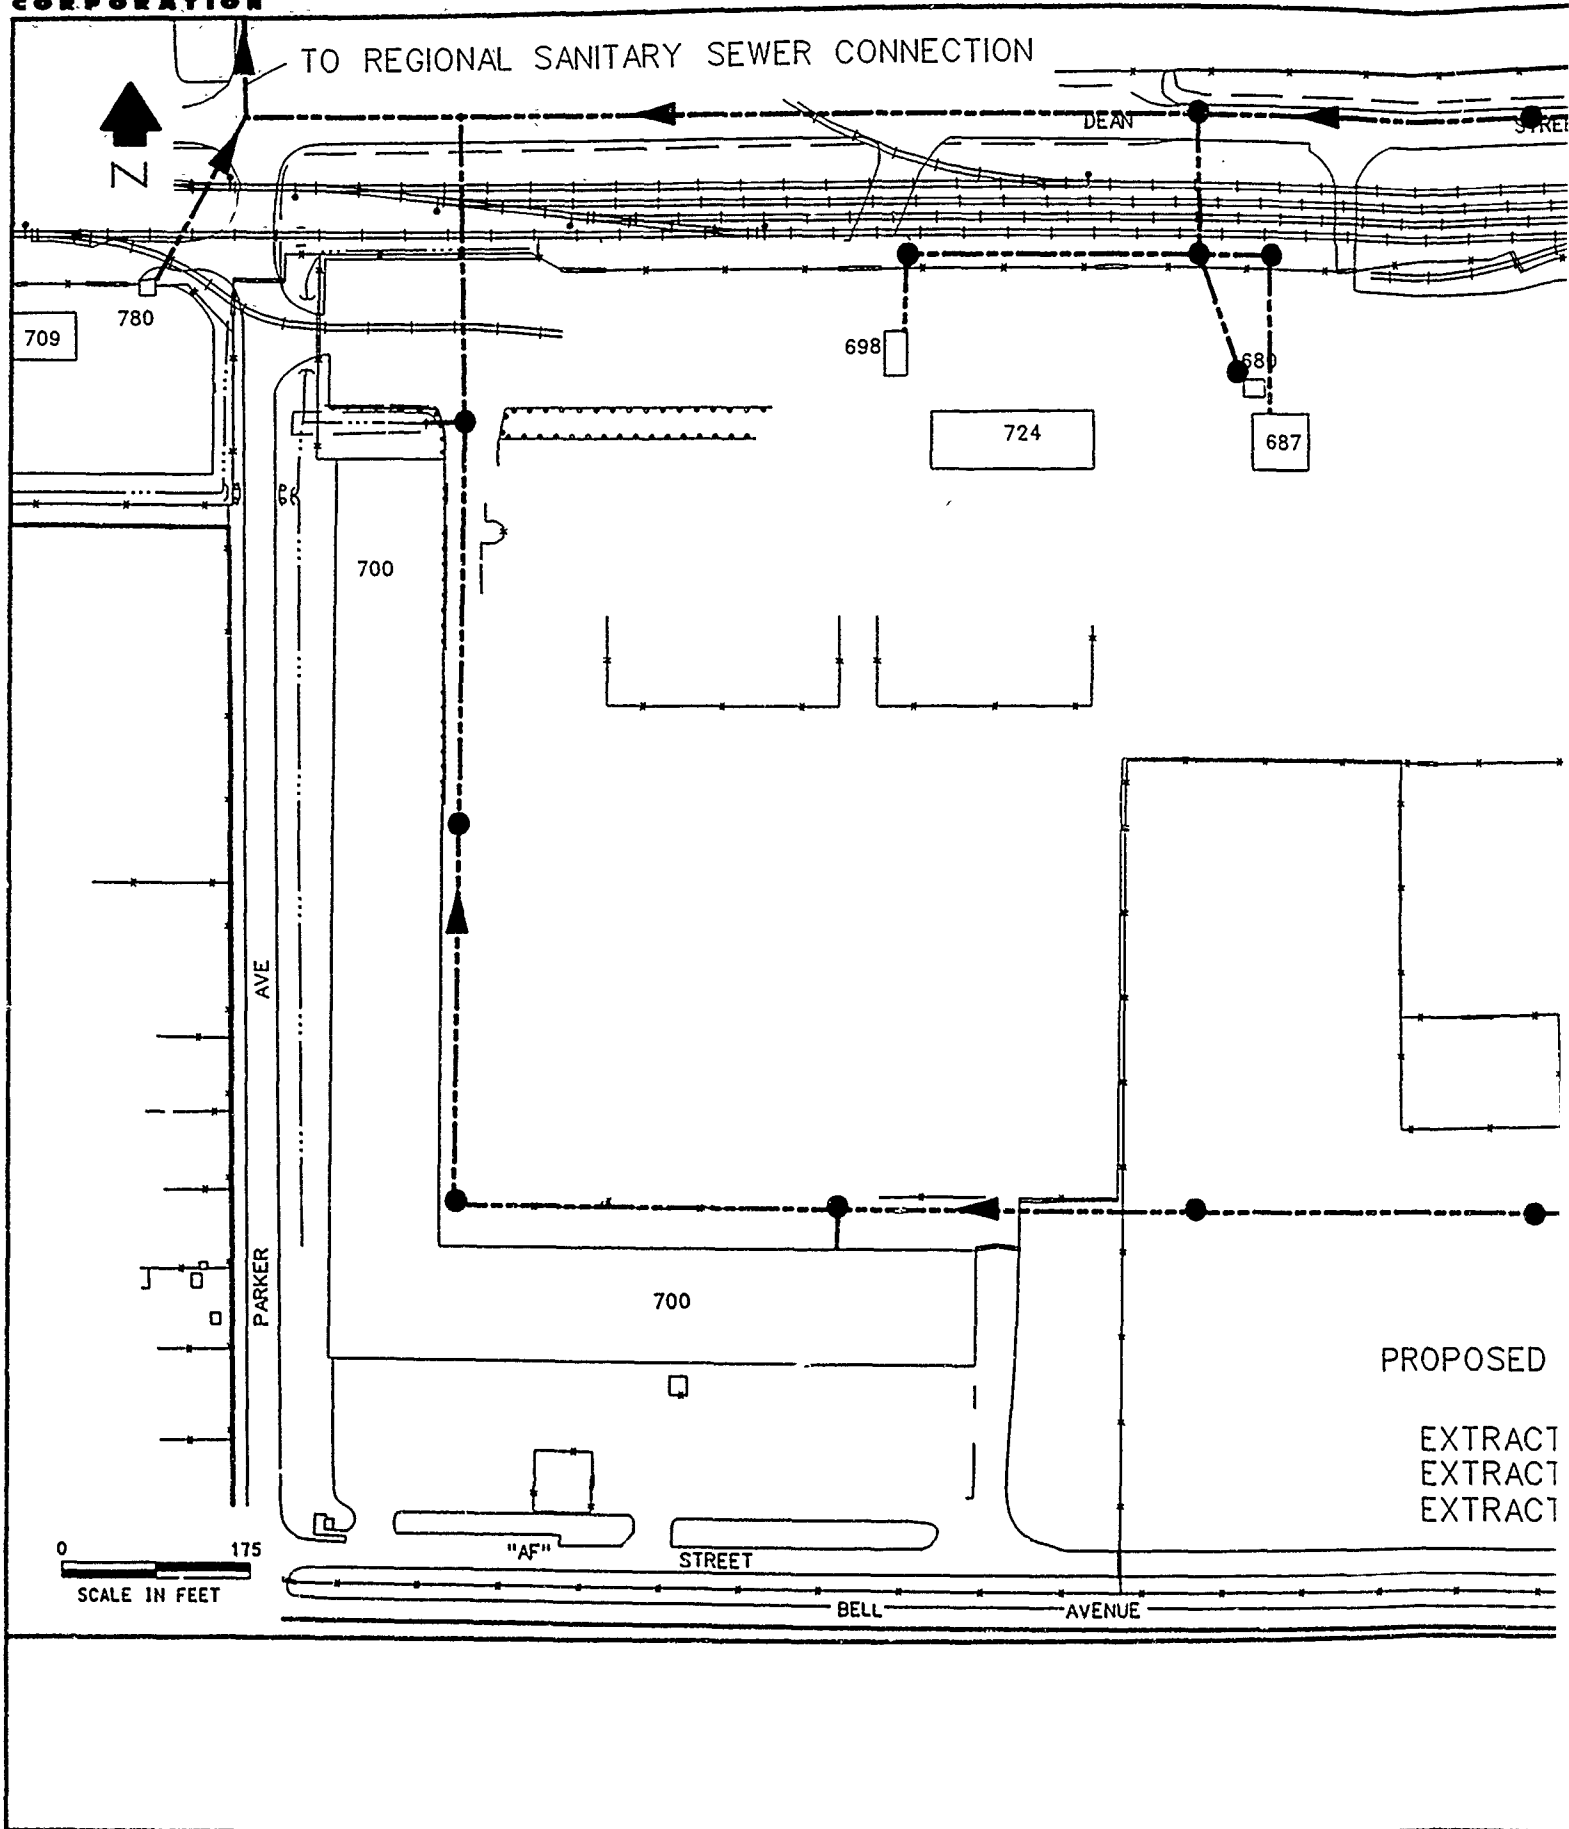 CORPORATION
TO REGIONAL SANITARY SEWER CONNECTION
DEAN
N
780
709
698
680
724
687
700
AVE
PARKER
700
PROPOSED
EXTRACT
EXTRACT
EXTRACT
0 175
SCALE IN FEET
"AF"
STREET
BELL AVENUE